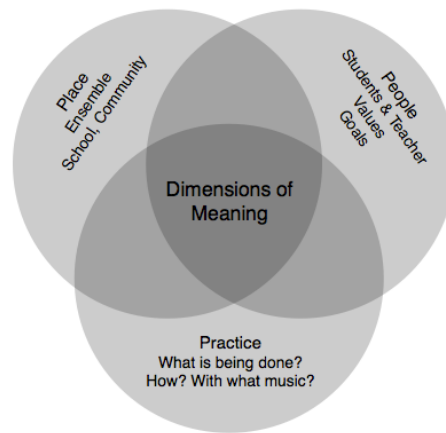 Place
Ensemble
School, Community
People
Students & Teacher
Values
Goals
Dimensions of
Meaning
Practice
What is being done?
How? With what music?